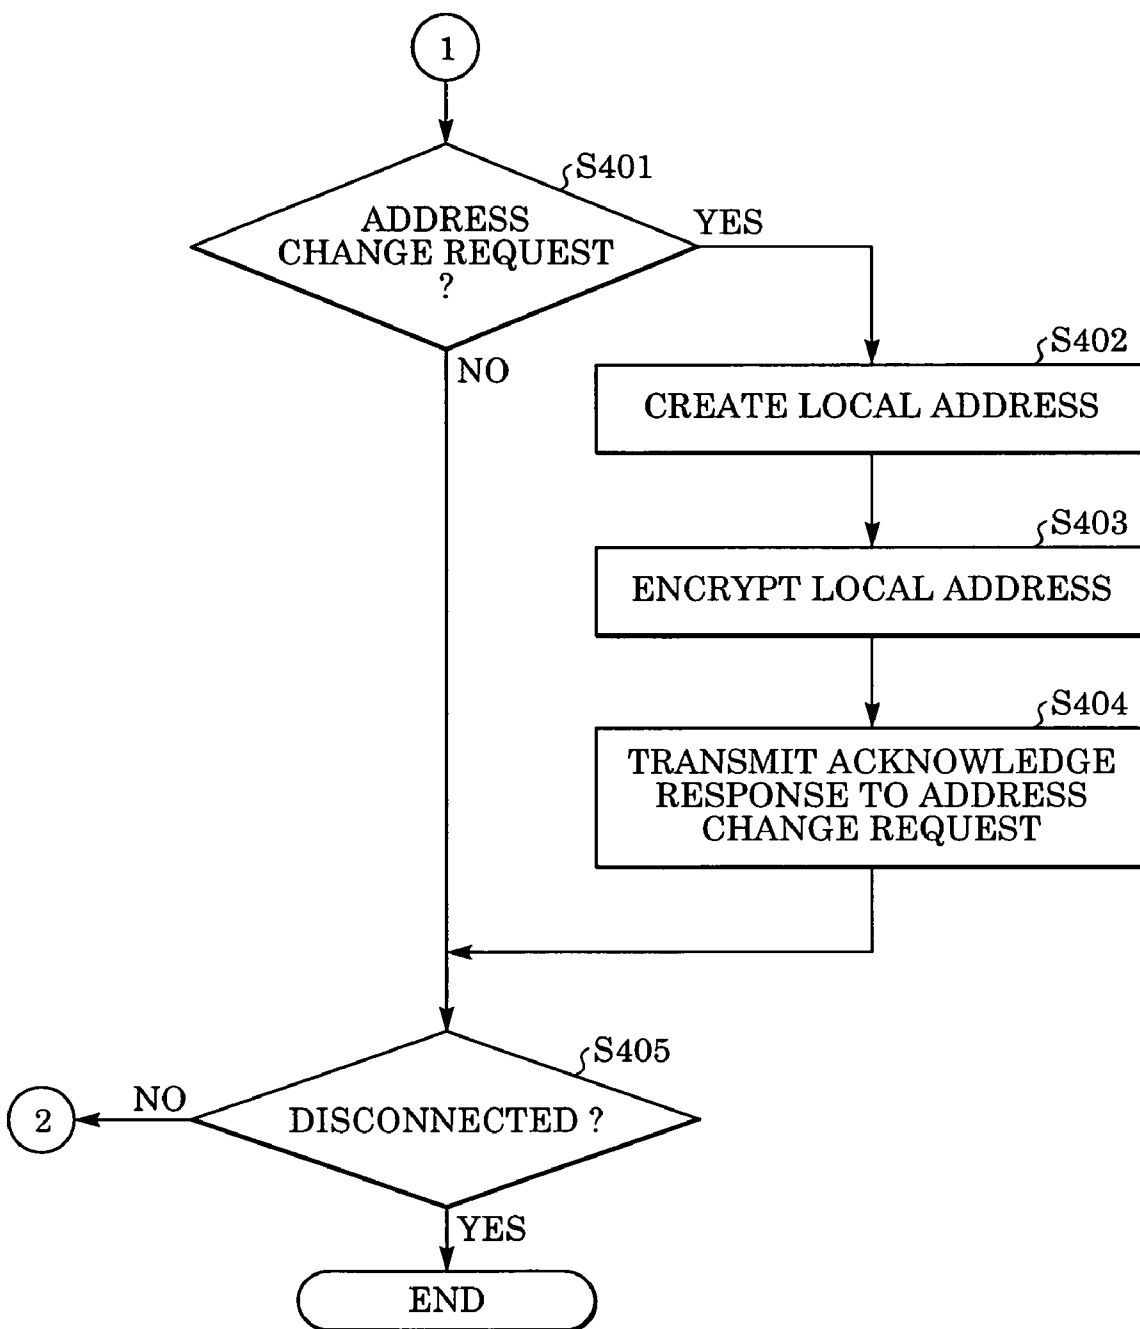 1
S401
ADDRESS
CHANGE REQUEST
?
YES
NO
S402
CREATE LOCAL ADDRESS
S403
ENCRYPT LOCAL ADDRESS
S404
TRANSMIT ACKNOWLEDGE
RESPONSE TO ADDRESS
CHANGE REQUEST
S405
DISCONNECTED ?
NO
2
YES
END